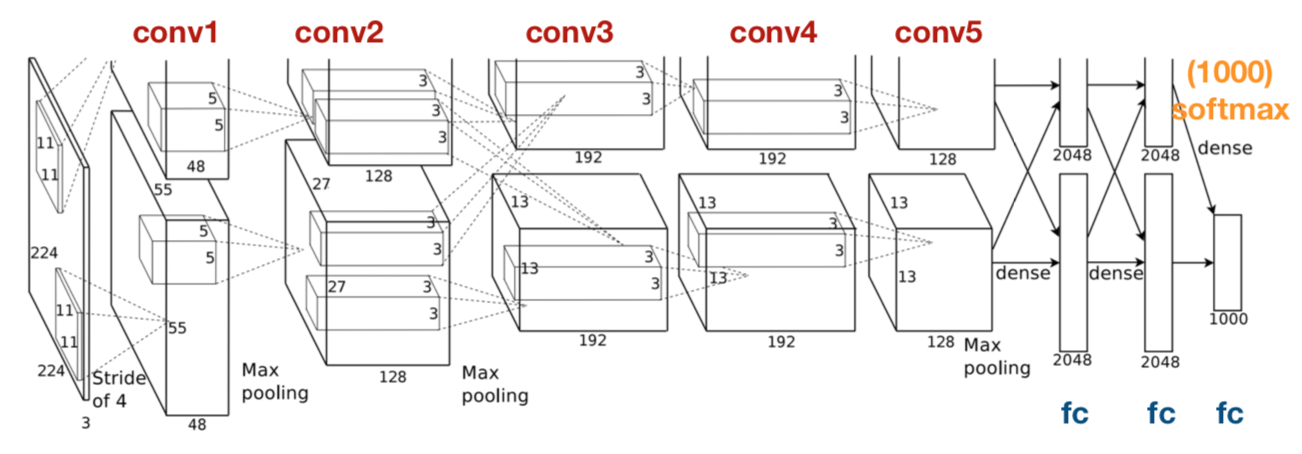 conv1
conv2
conv3
conv4
conv5
(1000)
softmax
11
11
5
5
48
3
3
3
3
128
3
3
192
3
3
192
128
2048
2048
dense
224
11
11
224
3
Stride
of 4
55
5
5
55
48
Max
pooling
27
3
3
27
3
3
128
Max
pooling
13
13
3
3
192
13
3
3
13
192
13
13
128
Max
pooling
dense
dense
2048
2048
1000
fc
fc
fc